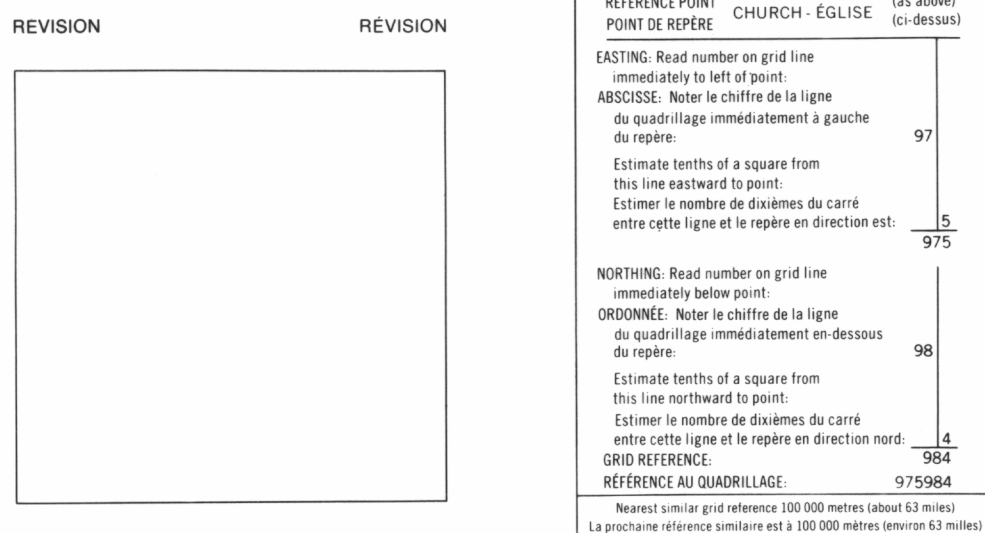 REVISION RÉVISION
REFERENCE POINT CHURCH - ÉGLISE (as above)
POINT DE REPÈRE (ci-dessus)
EASTING: Read number on grid line
immediately to left of point:
ABSCISSE: Noter le chiffre de la ligne
du quadrillage immédiatement à gauche
du repère: 97
Estimate tenths of a square from
this line eastward to point:
Estimer le nombre de dixièmes du carré
entre cette ligne et le repère en direction est: 5
975
NORTHING: Read number on grid line
immediately below point:
ORDONNÉE: Noter le chiffre de la ligne
du quadrillage immédiatement en-dessous
du repère: 98
Estimate tenths of a square from
this line northward to point:
Estimer le nombre de dixièmes du carré
entre cette ligne et le repère en direction nord: 4
GRID REFERENCE: 984
RÉFÉRENCE AU QUADRILLAGE: 975984
Nearest similar grid reference 100 000 metres (about 63 miles)
La prochaine référence similaire est à 100 000 mètres (environ 63 milles)